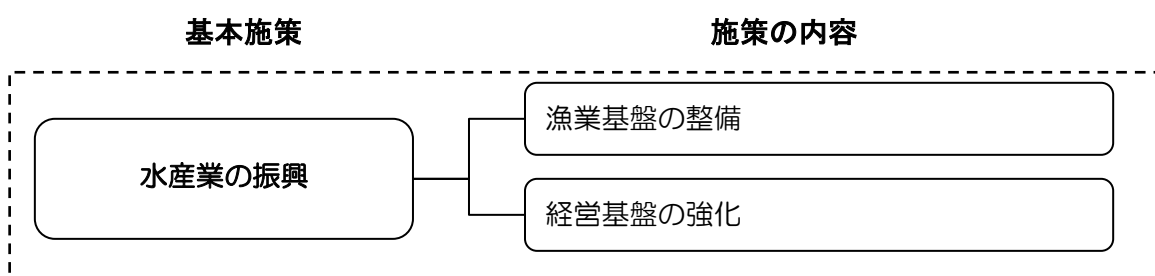 基本施策
施策の内容
漁業基盤の整備
水産業の振興
経営基盤の強化